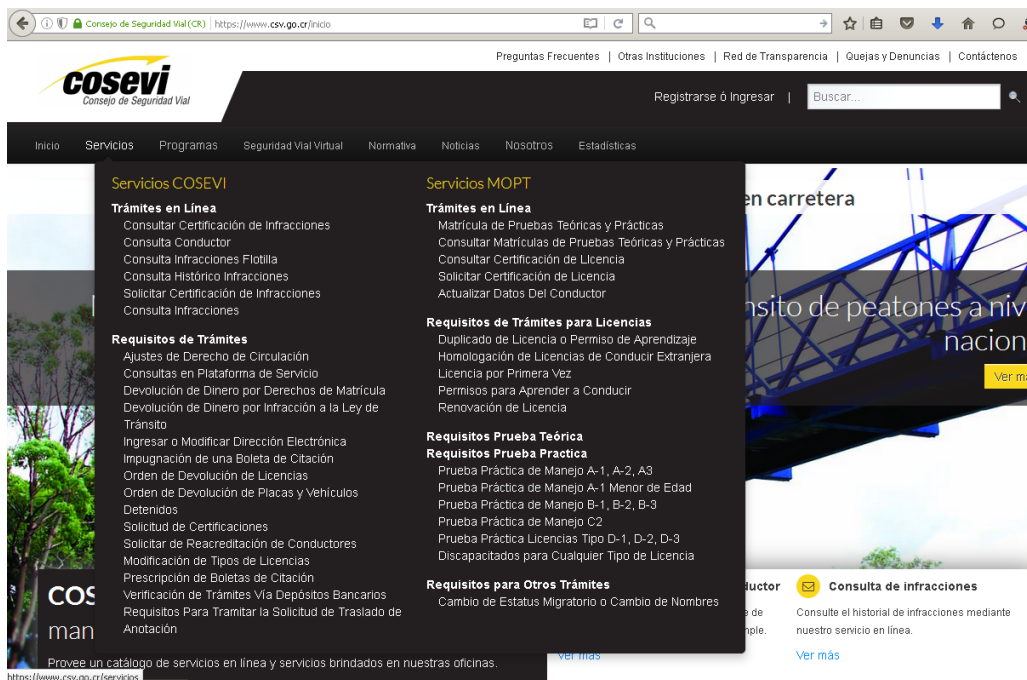 Consejo de Seguridad Vial (CR) | https://www.csv.go.cr/inicio
Preguntas Frecuentes | Otras Instituciones | Red de Transparencia | Quejas y Denuncias | Contáctenos
cosevi
Consejo de Seguridad Vial
Registrarse ó Ingresar | Buscar...
Inicio Servicios Programas Seguridad Vial Virtual Normativa Noticias Nosotros Estadísticas
Servicios COSEVI
Trámites en Línea
Consultar Certificación de Infracciones
Consulta Conductor
Consulta Infracciones Flotilla
Consulta Histórico Infracciones
Solicitar Certificación de Infracciones
Consulta Infracciones
Requisitos de Trámites
Ajustes de Derecho de Circulación
Consultas en Plataforma de Servicio
Devolución de Dinero por Derechos de Matrícula
Devolución de Dinero por Infracción a la Ley de
Tránsito
Ingresar o Modificar Dirección Electrónica
Impugnación de una Boleta de Citación
Orden de Devolución de Licencias
Orden de Devolución de Placas y Vehículos
Detenidos
Solicitud de Certificaciones
Solicitar de Reacreditación de Conductores
Modificación de Tipos de Licencias
Prescripción de Boletas de Citación
Verificación de Trámites Vía Depósitos Bancarios
Requisitos Para Tramitar la Solicitud de Traslado de
Anotación
Servicios MOPT
Trámites en Línea
Matrícula de Pruebas Teóricas y Prácticas
Consultar Matrículas de Pruebas Teóricas y Prácticas
Consultar Certificación de LIcencia
Solicitar Certificación de Licencia
Actualizar Datos Del Conductor
Requisitos de Trámites para Licencias
Duplicado de Licencia o Permiso de Aprendizaje
Homologación de Licencias de Conducir Extranjera
Licencia por Primera Vez
Permisos para Aprender a Conducir
Renovación de Licencia
Requisitos Prueba Teórica
Requisitos Prueba Practica
Prueba Práctica de Manejo A-1, A-2, A3
Prueba Práctica de Manejo A-1 Menor de Edad
Prueba Práctica de Manejo B-1, B-2, B-3
Prueba Práctica de Manejo C2
Prueba Práctica Licencias Tipo D-1, D-2, D-3
Discapacitados para Cualquier Tipo de Licencia
Requisitos para Otros Trámites
Cambio de Estatus Migratorio o Cambio de Nombres
en carretera
nsito de peatones a niv
nacion
Ver má
cos
man
Provee un catálogo de servicios en línea y servicios brindados en nuestras oficinas.
ductor
de
mple.
Ver más
Consulta de infracciones
Consulte el historial de infracciones mediante
nuestro servicio en línea.
Ver más
https://www.csv.go.cr/servicios